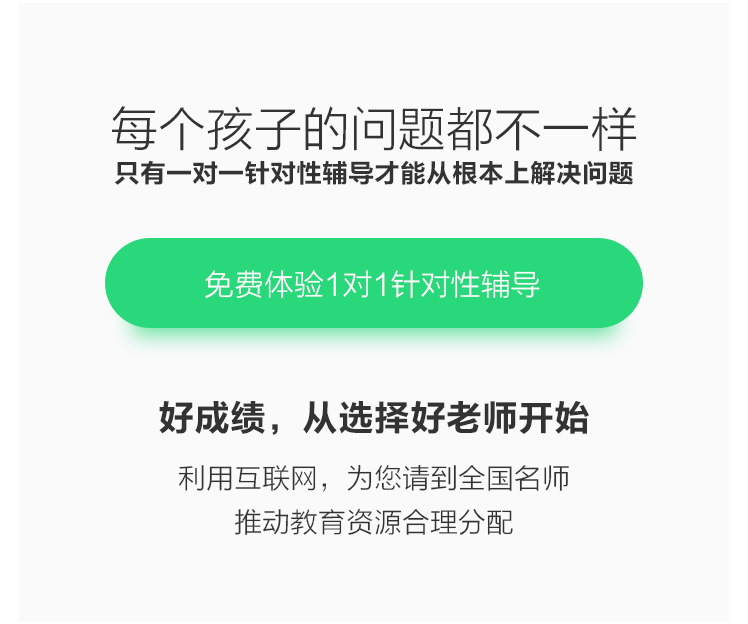 每个孩子的问题都不一样
只有一对一针对性辅导才能从根本上解决问题
免费体验1对1针对性辅导
好成绩，从选择好老师开始
利用互联网，为您请到全国名师
推动教育资源合理分配